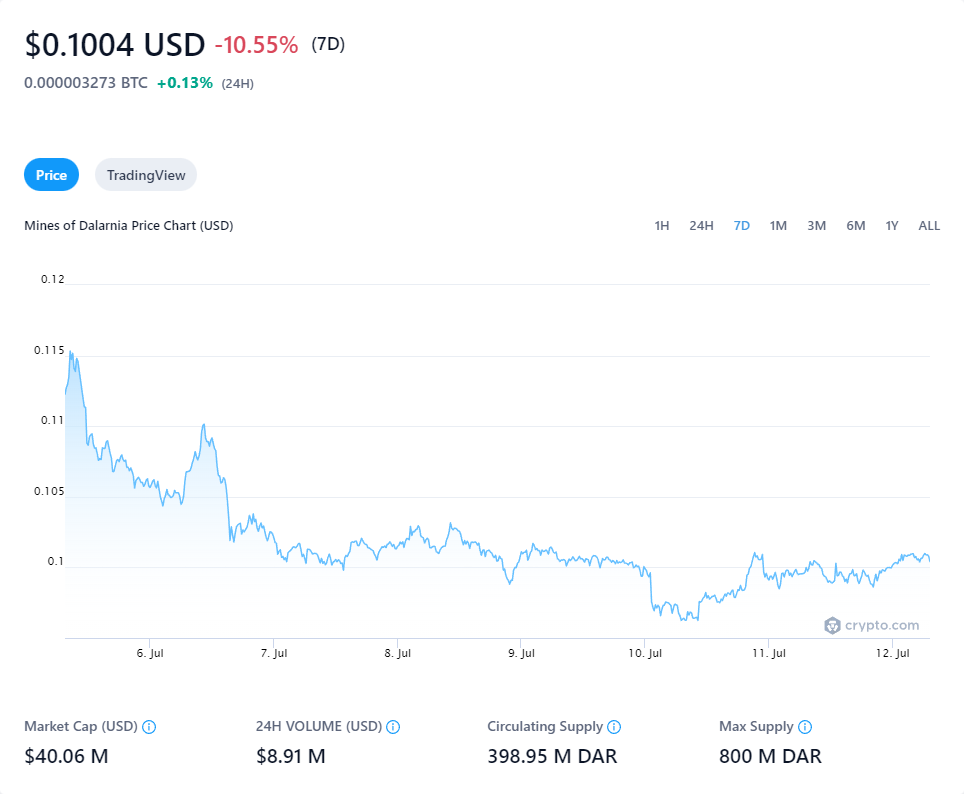 $0.1004 USD -10.55% (7D)
0.000003273 BTC +0.13% (24H)
Price TradingView
Mines of Dalarnia Price Chart (USD) 1H 24H 7D 1M 3M 6M 1Y ALL
0.12
0.115
0.11
0.105
0.1
crypto.com
6. Jul 7. Jul 8. Jul 9. Jul 10. Jul 11. Jul 12. Jul
Market Cap (USD) 24H VOLUME (USD) Circulating Supply Max Supply
$40.06 M $8.91 M 398.95 M DAR 800 M DAR